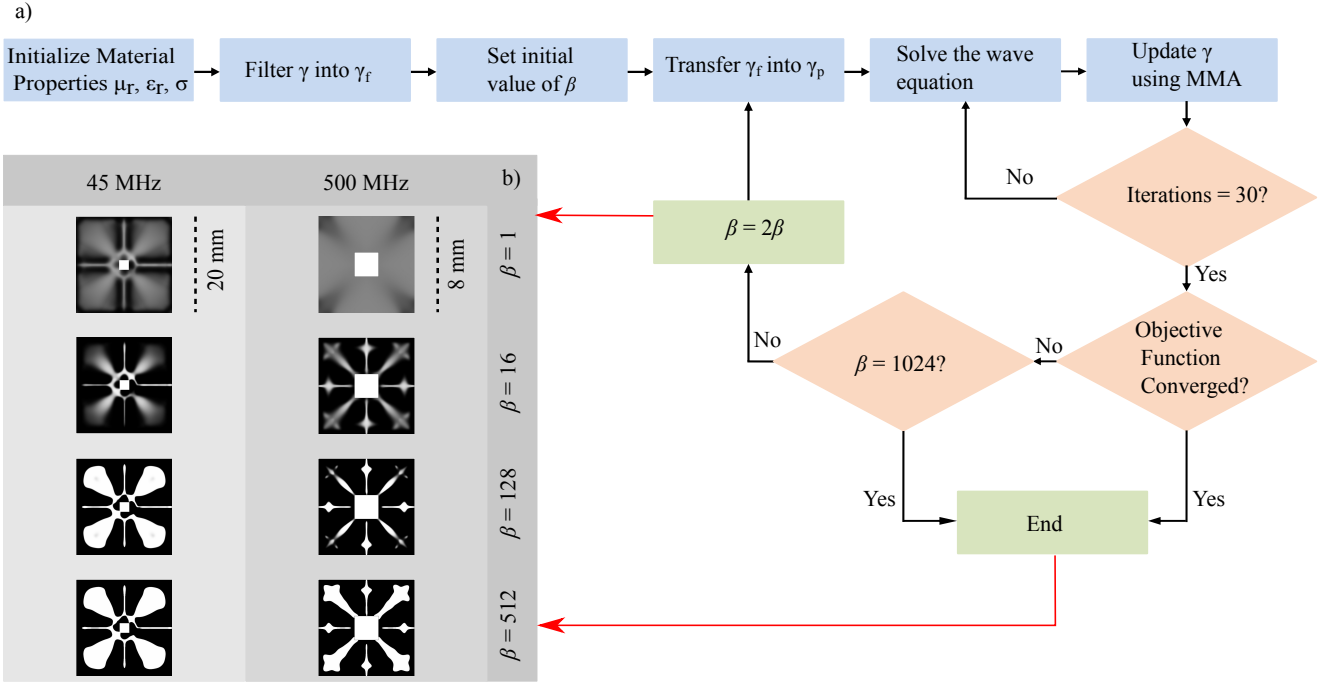 a)
Initialize Material
Properties μr, εr, σ
Filter γ into γf
Set initial
value of β
Transfer γf into γp
Solve the wave
equation
Update γ
using MMA
No
Iterations = 30?
Yes
β = 2β
No
β = 1024?
No
Objective
Function
Converged?
Yes
Yes
End
b)
45 MHz
500 MHz
20 mm
8 mm
β = 1
β = 16
β = 128
β = 512